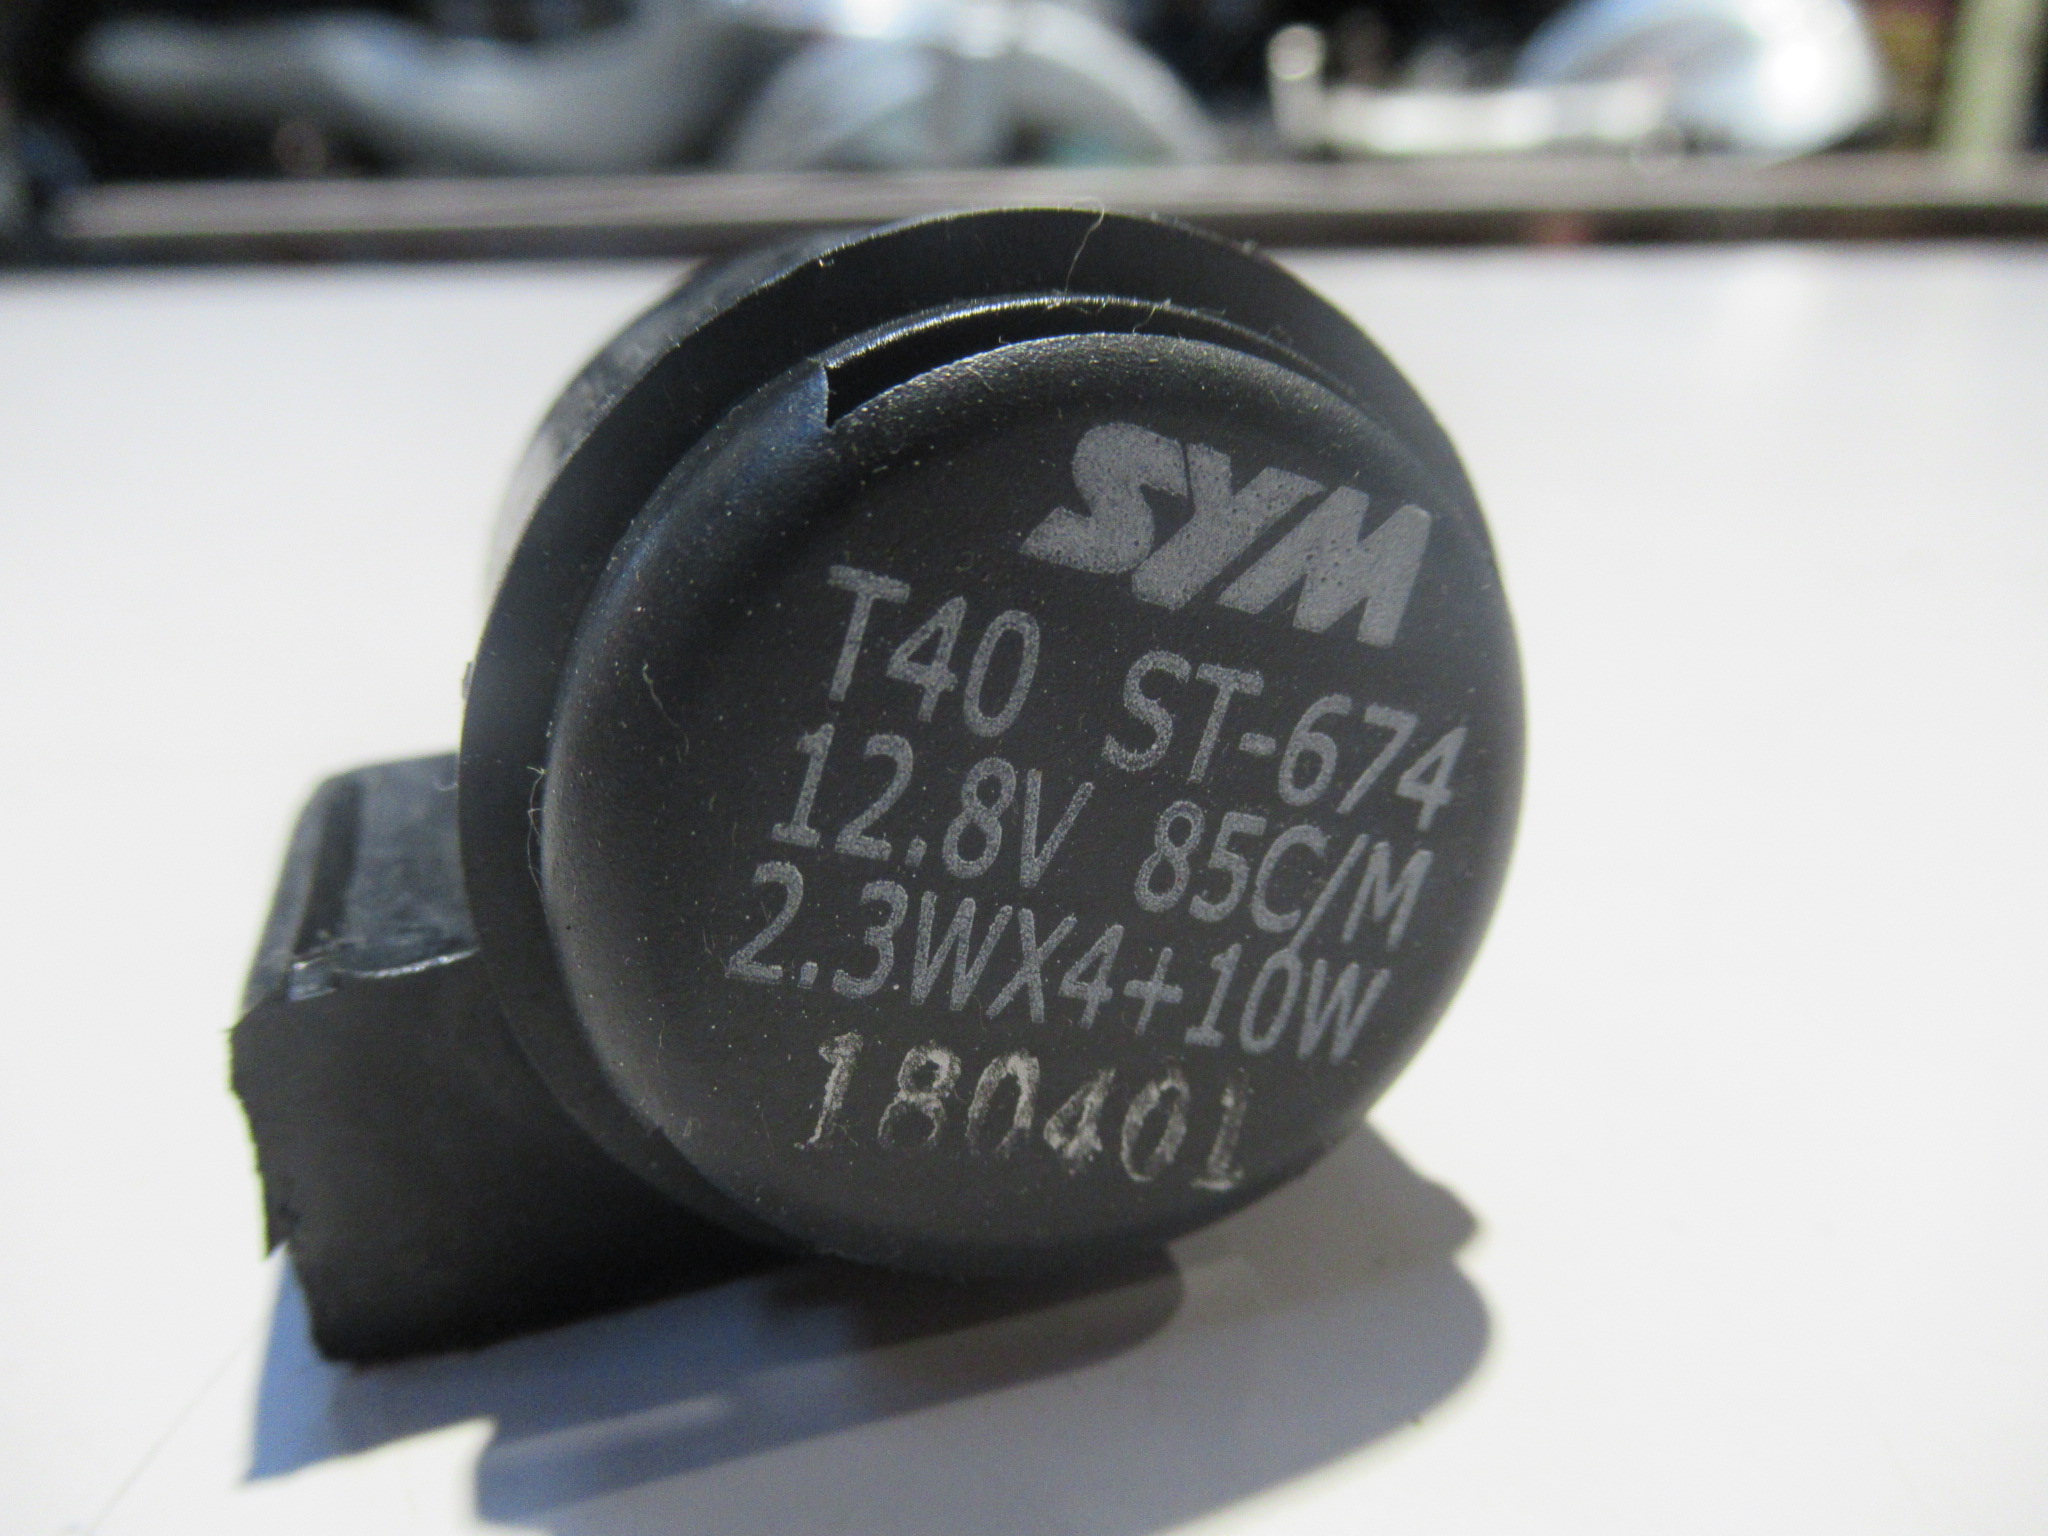 SYM
T40 ST-674
12.8V 85C/M
2.3WX4+10W
180401